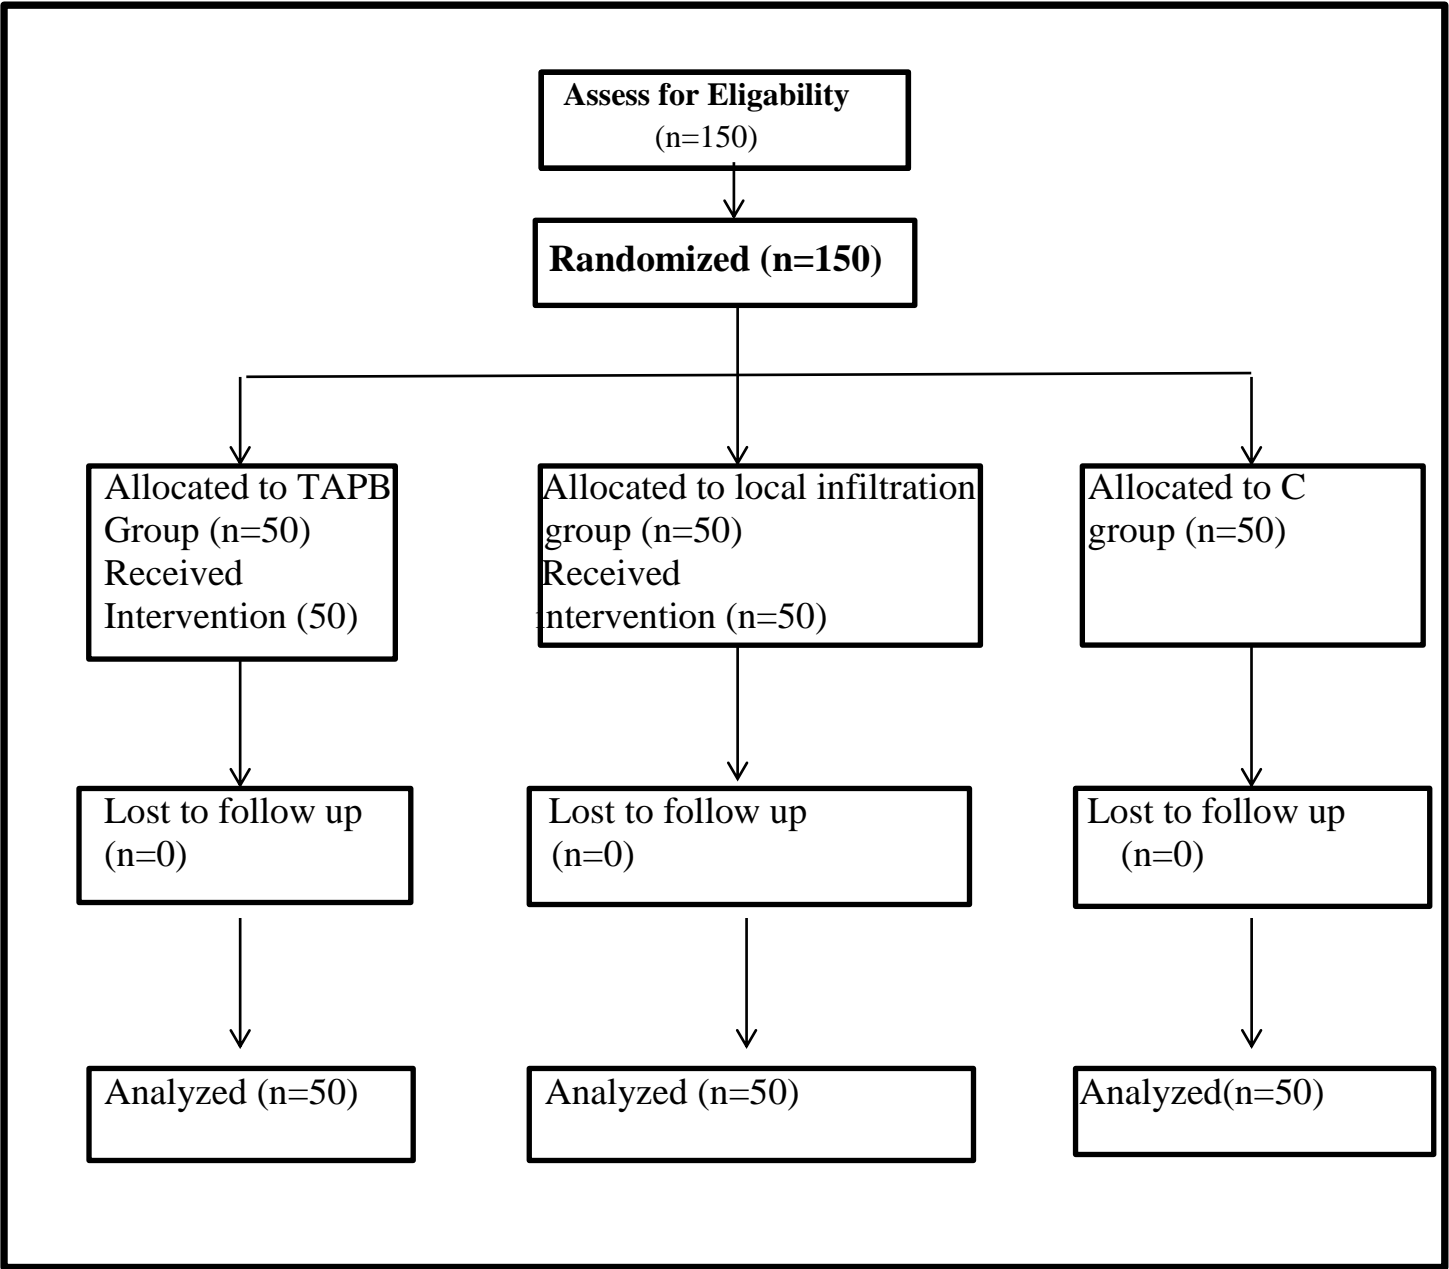 Assess for Eligability
(n=150)
Randomized (n=150)
Allocated to TAPB
Group (n=50)
Received
Intervention (50)
Allocated to local infiltration
group (n=50)
Received
intervention (n=50)
Allocated to C
group (n=50)
Lost to follow up
(n=0)
Lost to follow up
(n=0)
Lost to follow up
(n=0)
Analyzed (n=50)
Analyzed (n=50)
Analyzed(n=50)